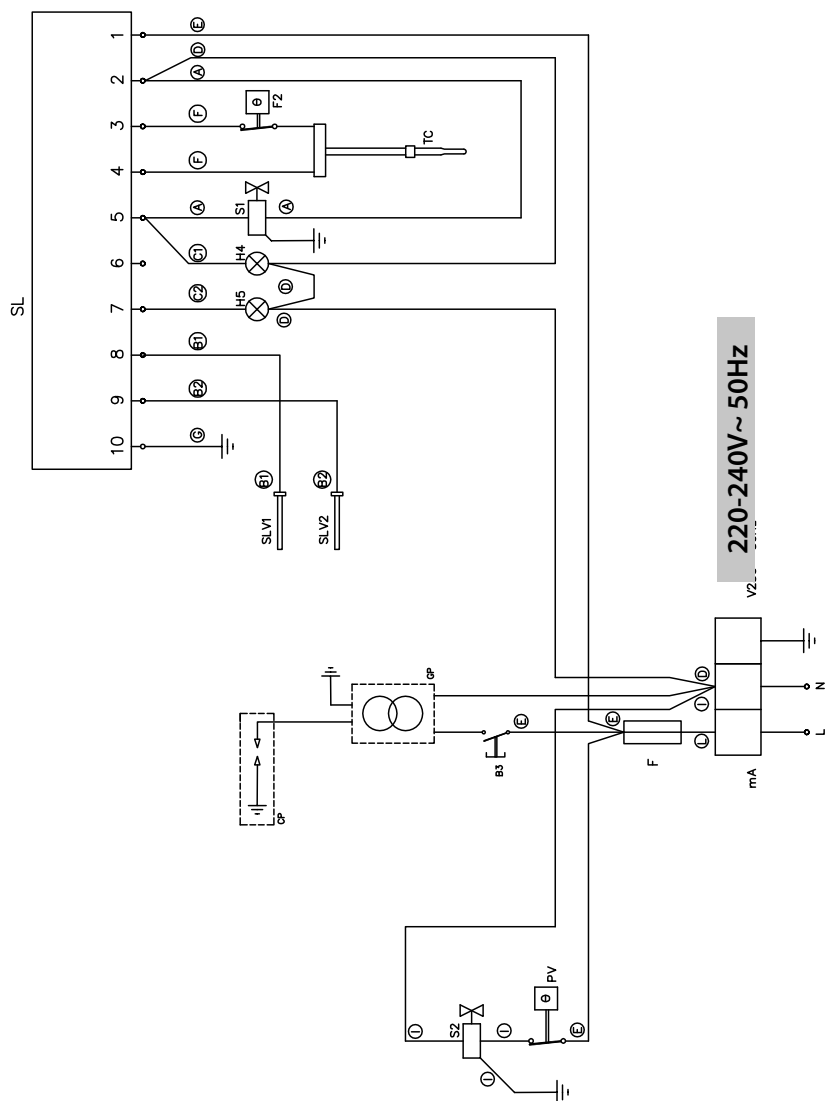 SL
1
2
3
4
5
6
7
8
9
10
E
D
A
F
F
A
C1
C2
B1
B2
G
F2
TC
S1
A
H4
D
H5
D
B1
SLV1
B2
SLV2
220-240V~ 50Hz
GP
CP
B3
E
E
D
I
L
F
mA
N
L
I
S2
I
I
PV
E
θ
θ